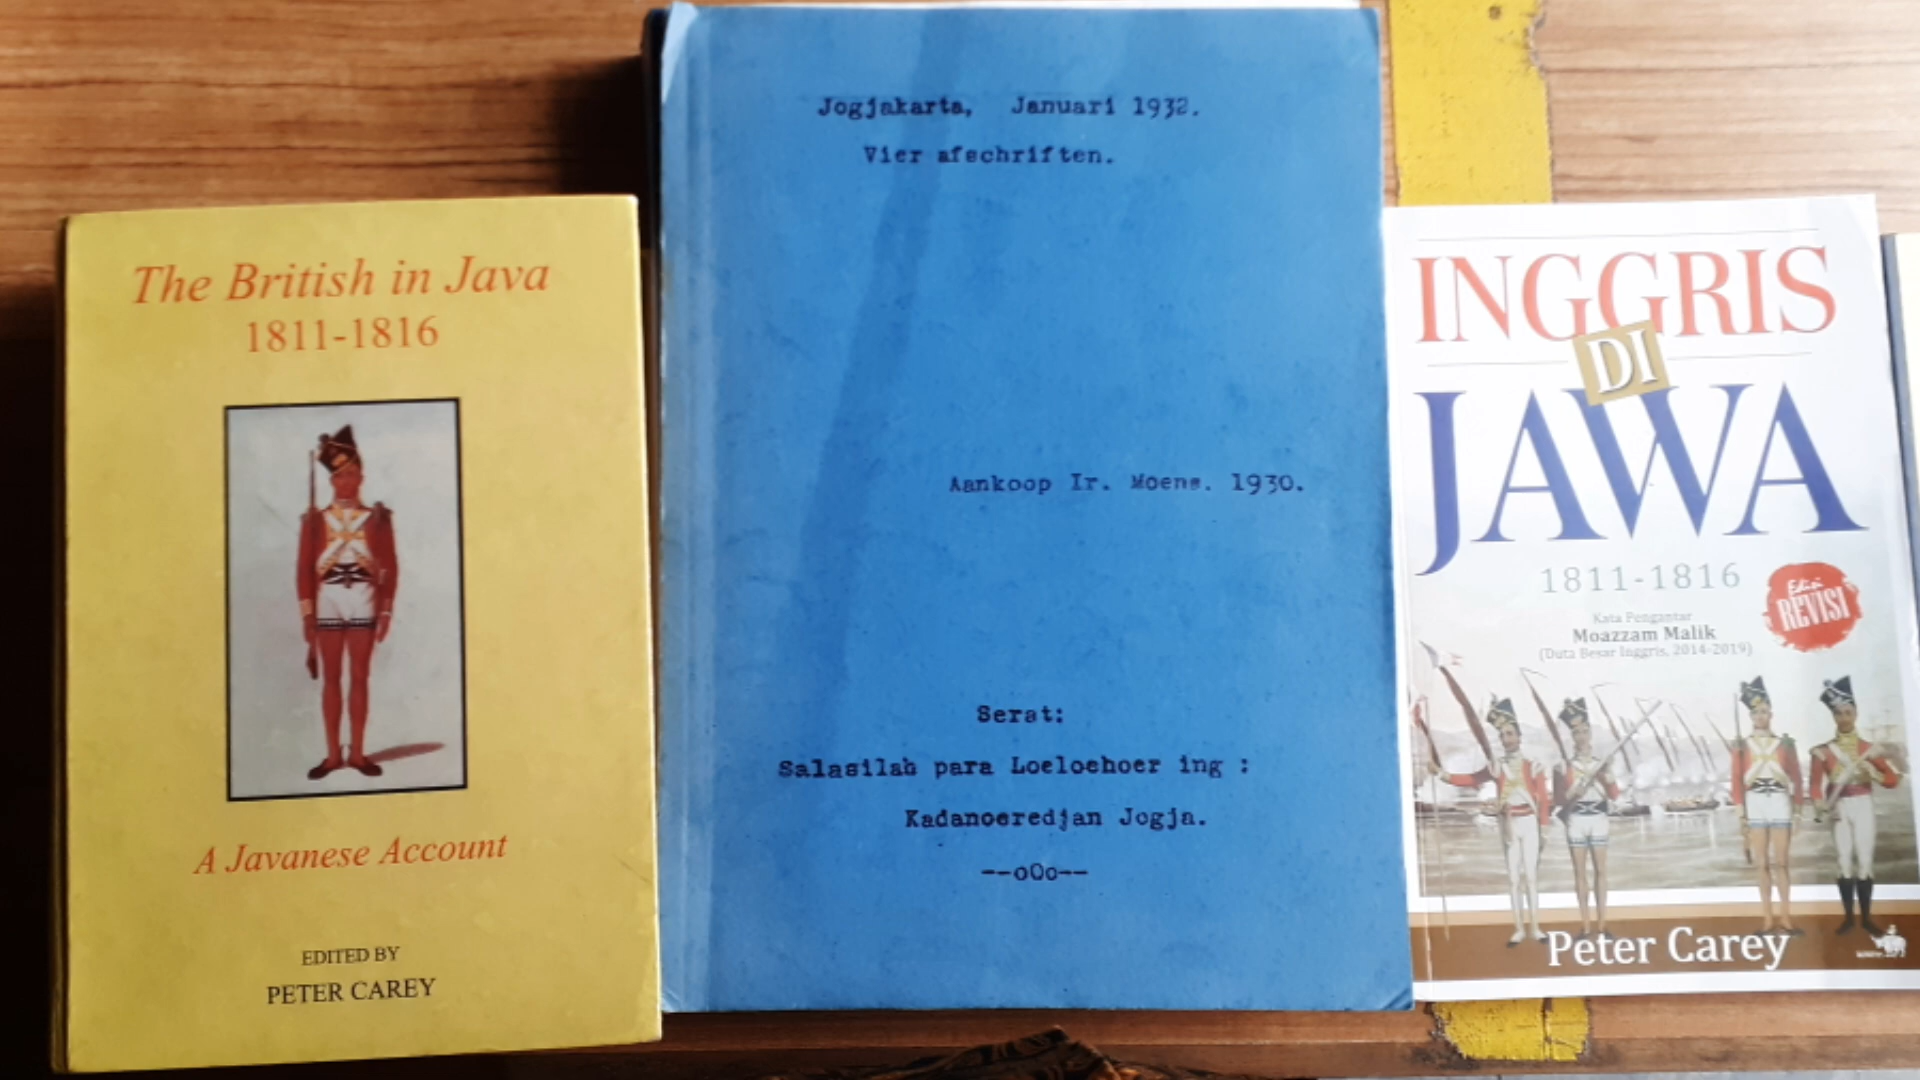 The British in Java
1811-1816
A Javanese Account
EDITED BY
PETER CAREY
Jogjakarta, Januari 1932.
Vier afschriften.
Aankoop Ir. Moens. 1930.
Serat:
Salasilah para Loeloehoer ing :
Kadanoeredjan Jogja.
--oOo--
INGGRIS
DI
JAWA
1811-1816
Edisi
REVISI
Kata Pengantar
Moazzam Malik
(Duta Besar Inggris, 2014-2019)
Peter Carey